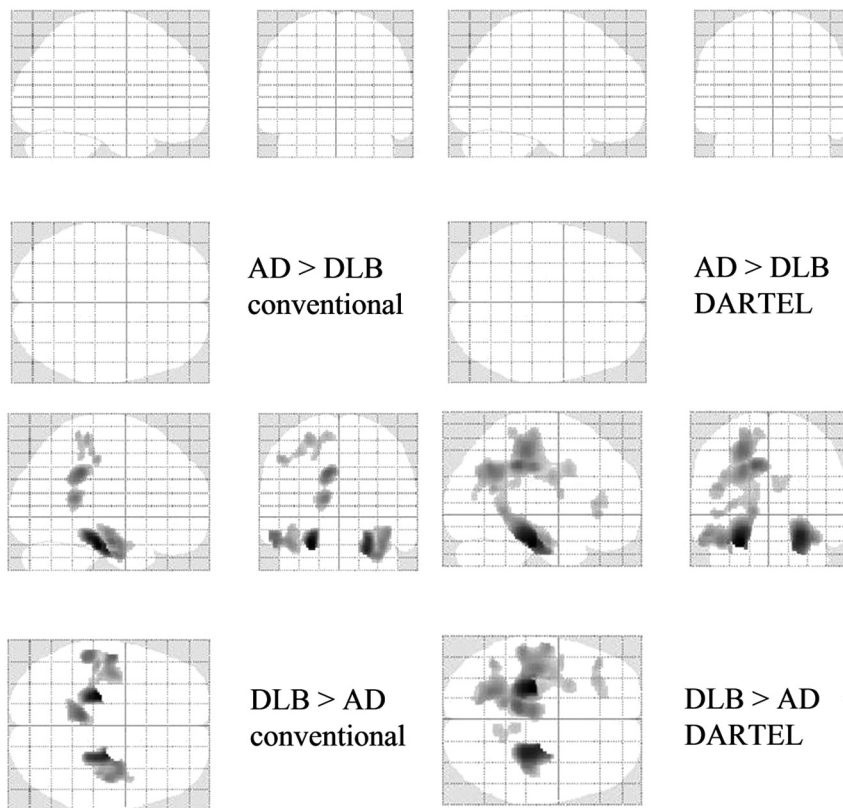 AD > DLB
conventional
AD > DLB
DARTEL
DLB > AD
conventional
DLB > AD
DARTEL